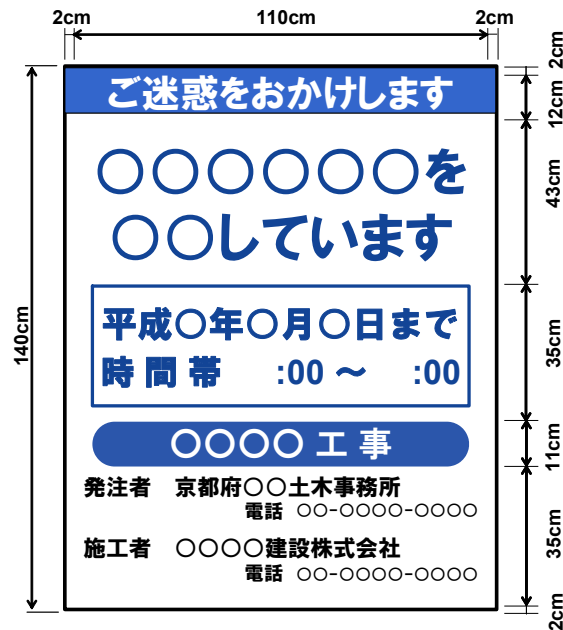 2cm 110cm 2cm
2cm
ご迷惑をおかけします
12cm
○○○○○○を
○○しています
43cm
140cm
平成○年○月○日まで
時間帯 :00～ :00
35cm
○○○○工事
11cm
発注者 京都府○○土木事務所
電話 ○○-○○○○-○○○○
施工者 ○○○○建設株式会社
電話 ○○-○○○○-○○○○
35cm
2cm